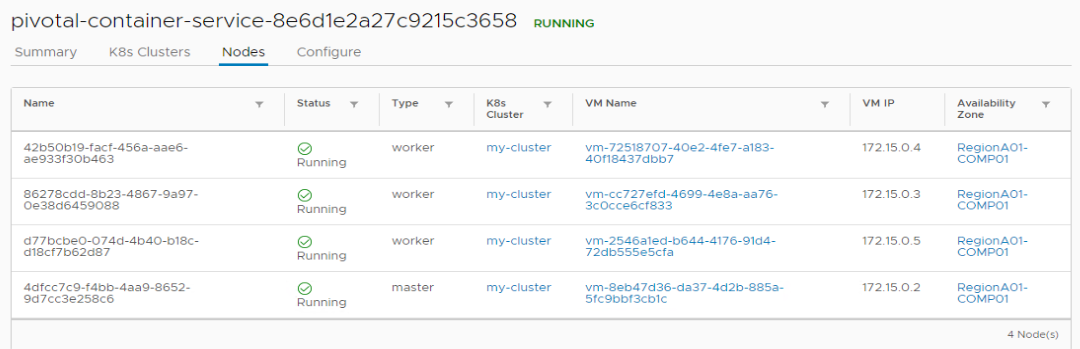 pivotal-container-service-8e6d1e2a27c9215c3658 RUNNING
Summary K8s Clusters Nodes Configure
Name Status Type K8s Cluster VM Name VM IP Availability Zone
42b50b19-facf-456a-aae6-ae933f30b463 Running worker my-cluster vm-72518707-40e2-4fe7-a183-40f18437dbb7 172.15.0.4 RegionA01-COMP01
86278cdd-8b23-4867-9a97-0e38d6459088 Running worker my-cluster vm-cc727efd-4699-4e8a-aa76-3c0cce6cf833 172.15.0.3 RegionA01-COMP01
d77bcbe0-074d-4b40-b18c-d18cf7b62d87 Running worker my-cluster vm-2546a1ed-b644-4176-91d4-72db555e5cfa 172.15.0.5 RegionA01-COMP01
4dfcc7c9-f4bb-4aa9-8652-9d7cc3e258c6 Running master my-cluster vm-8eb47d36-da37-4d2b-885a-5fc9bbf3cb1c 172.15.0.2 RegionA01-COMP01
4 Node(s)